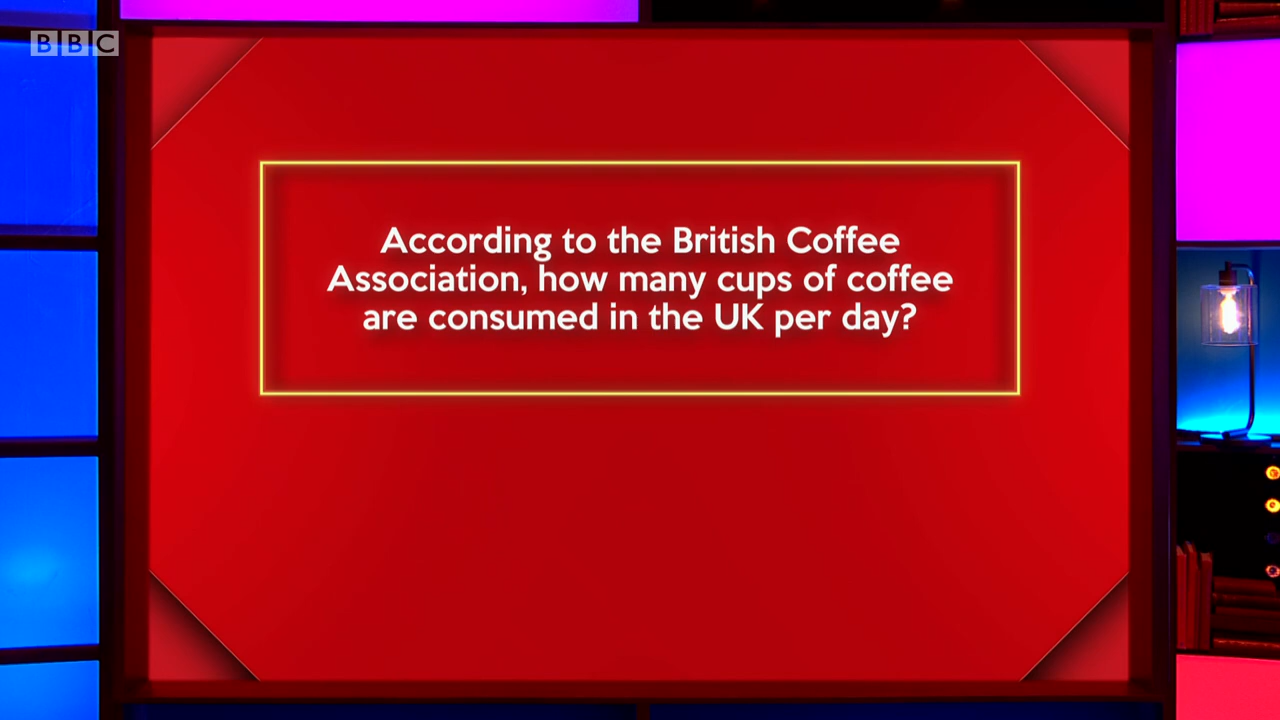 BBC
According to the British Coffee
Association, how many cups of coffee
are consumed in the UK per day?